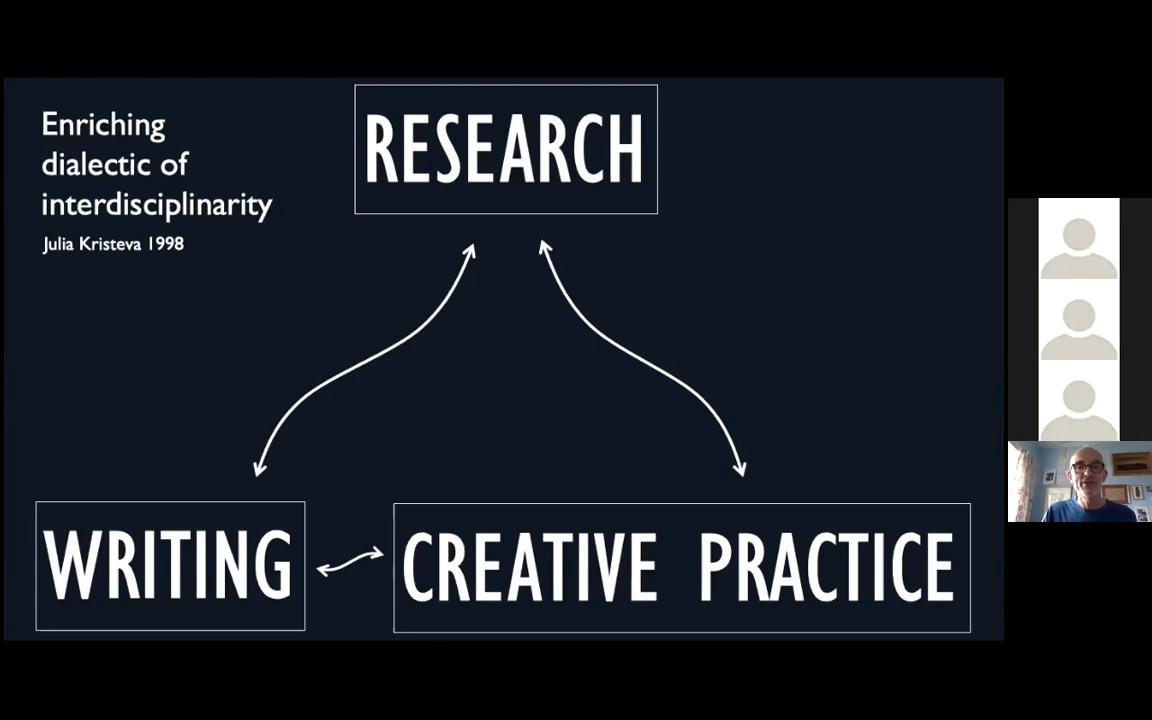 Enriching
dialectic of
interdisciplinarity
Julia Kristeva 1998
RESEARCH
WRITING
CREATIVE PRACTICE